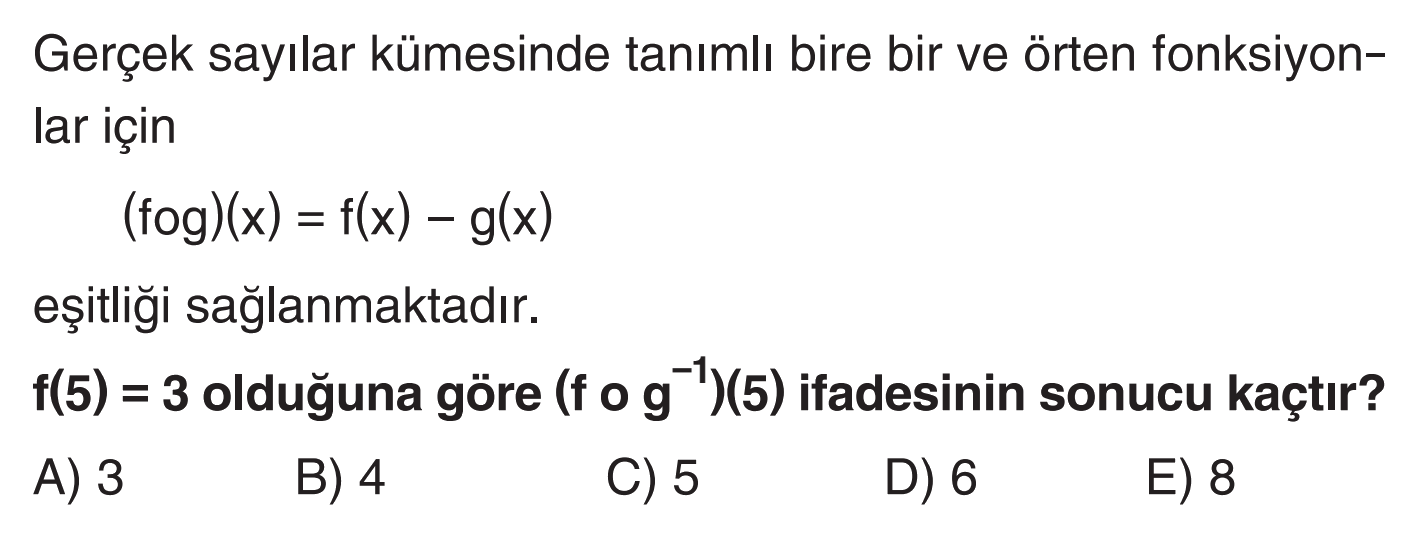 Gerçek sayılar kümesinde tanımlı bire bir ve örten fonksiyon–
lar için
(fog)(x) = f(x) – g(x)
eşitliği sağlanmaktadır.
f(5) = 3 olduğuna göre (f o g⁻¹)(5) ifadesinin sonucu kaçtır?
A) 3 B) 4 C) 5 D) 6 E) 8